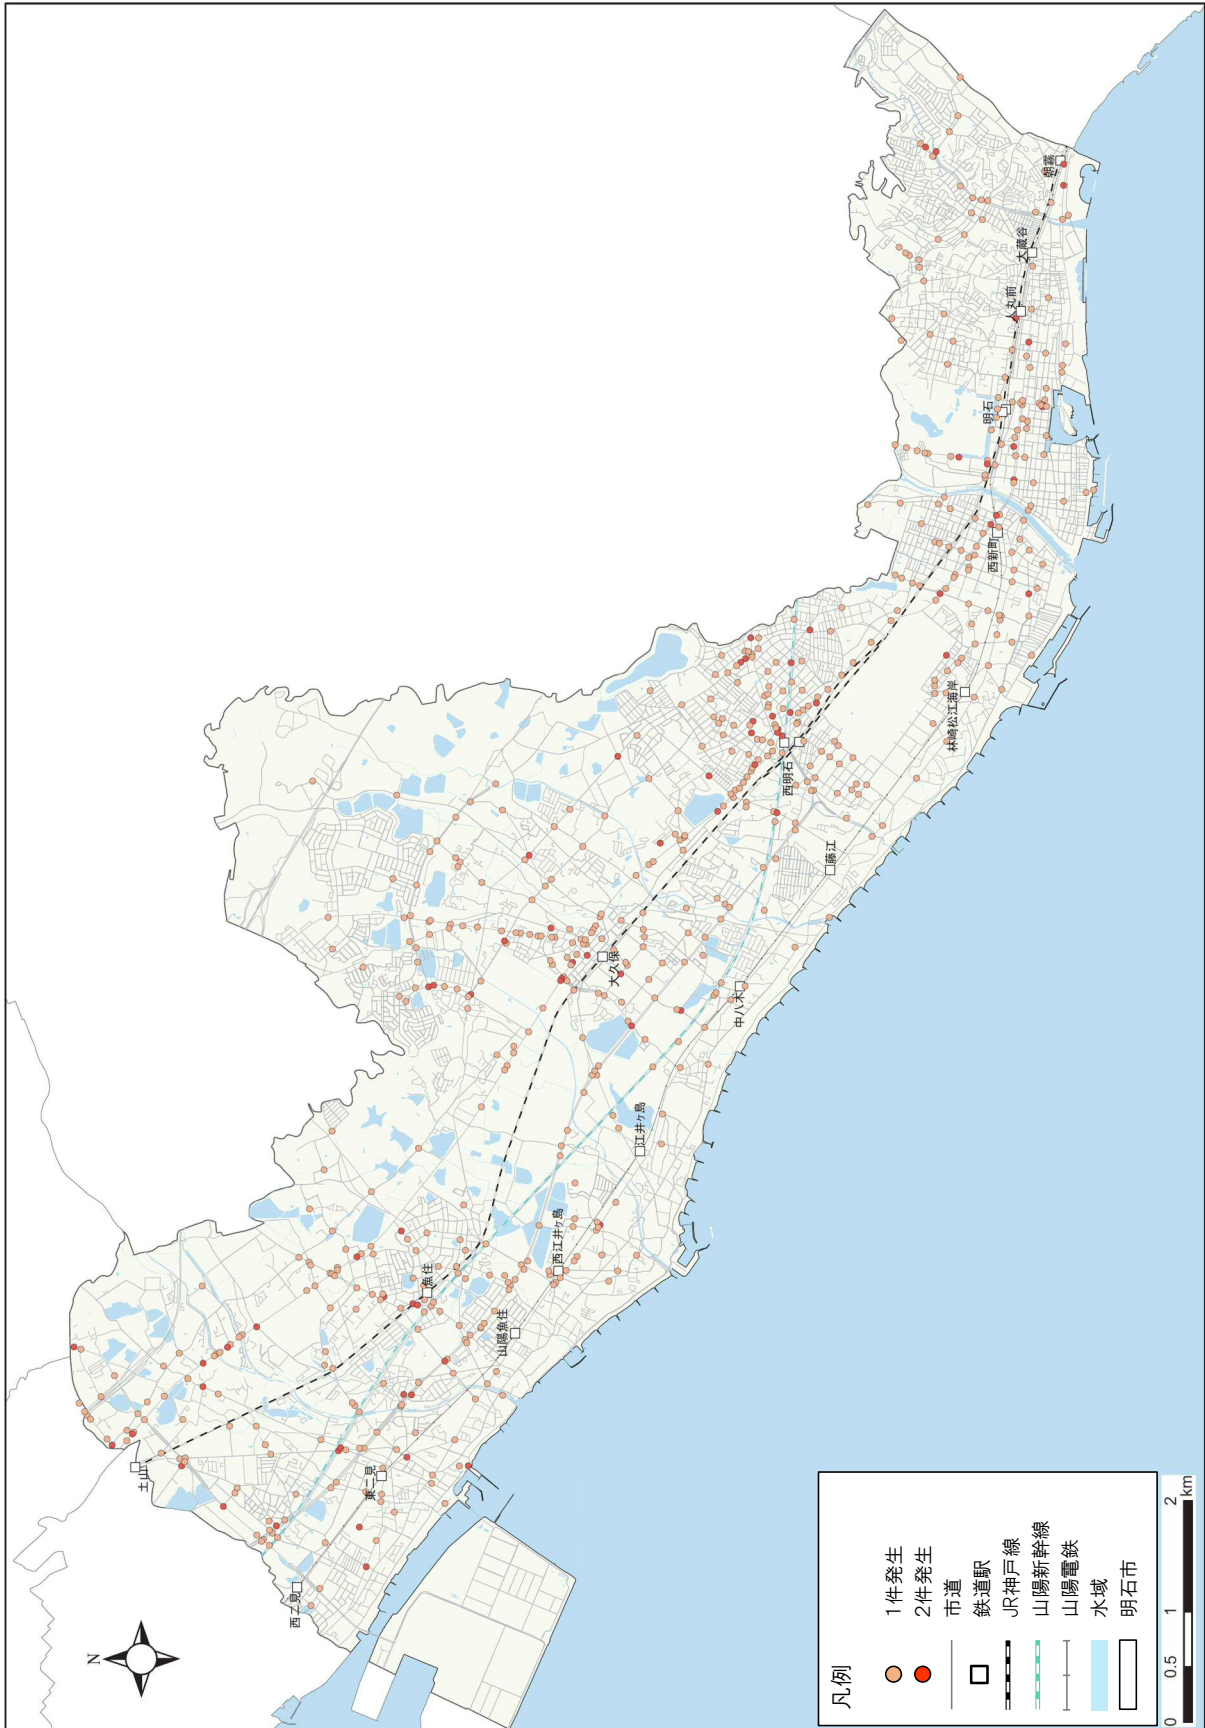 N
土山
西二見
東二見
魚住
山陽魚住
西江井ヶ島
江井ヶ島
大久保
中八木
藤江
西明石
林崎松江海岸
西新町
明石
人丸前
大蔵谷
朝霧
凡例
1件発生
2件発生
市道
鉄道駅
JR神戸線
山陽新幹線
山陽電鉄
水域
明石市
0 0.5 1 2 km